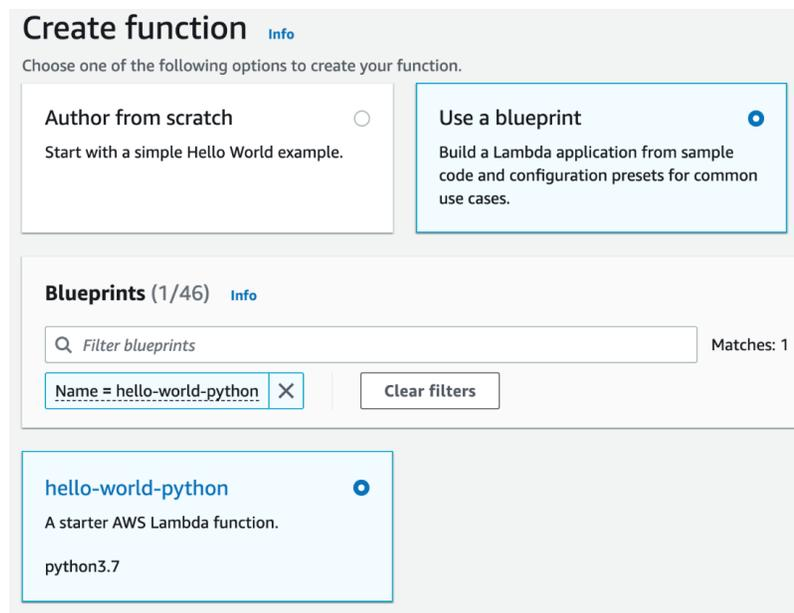 Create function Info
Choose one of the following options to create your function.
Author from scratch
Start with a simple Hello World example.
Use a blueprint
Build a Lambda application from sample
code and configuration presets for common
use cases.
Blueprints (1/46) Info
Filter blueprints
Matches: 1
Name = hello-world-python
Clear filters
hello-world-python
A starter AWS Lambda function.
python3.7